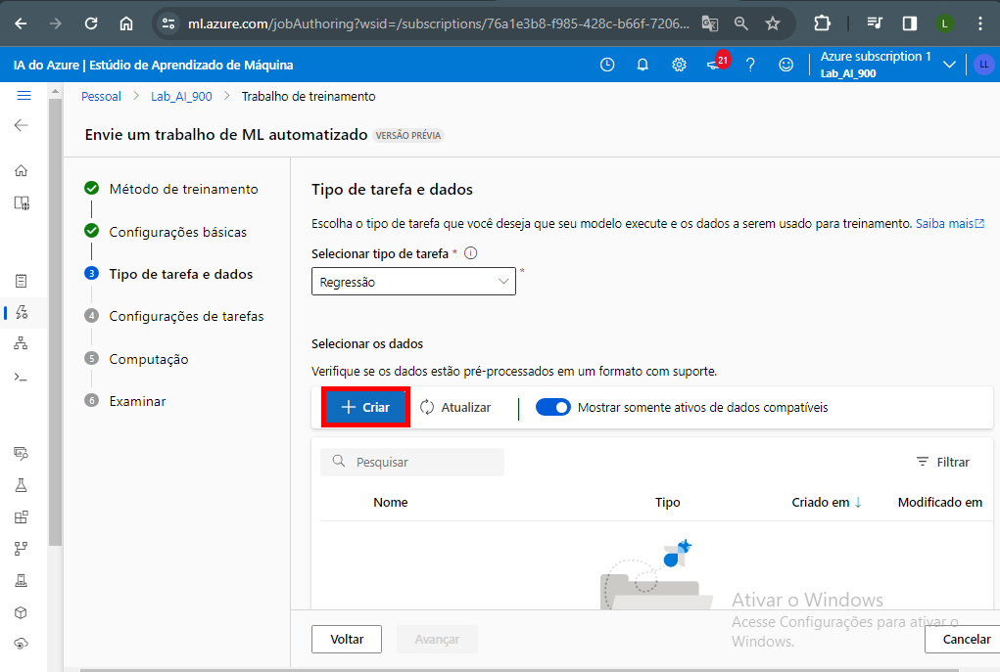 ml.azure.com/jobAuthoring?wsid=/subscriptions/76a1e3b8-f985-428c-b66f-7206...
L
IA do Azure | Estúdio de Aprendizado de Máquina
21
Azure subscription 1
Lab_AI_900
LL
Pessoal > Lab_AI_900 > Trabalho de treinamento
Envie um trabalho de ML automatizado VERSÃO PRÉVIA
Método de treinamento
Configurações básicas
3 Tipo de tarefa e dados
4 Configurações de tarefas
5 Computação
6 Examinar
Tipo de tarefa e dados
Escolha o tipo de tarefa que você deseja que seu modelo execute e os dados a serem usado para treinamento. Saiba mais
Selecionar tipo de tarefa *
Regressão *
Selecionar os dados
Verifique se os dados estão pré-processados em um formato com suporte.
+ Criar Atualizar Mostrar somente ativos de dados compatíveis
Pesquisar Filtrar
Nome Tipo Criado em ↓ Modificado em
Ativar o Windows
Acesse Configurações para ativar o
Windows.
Voltar Avançar Cancelar